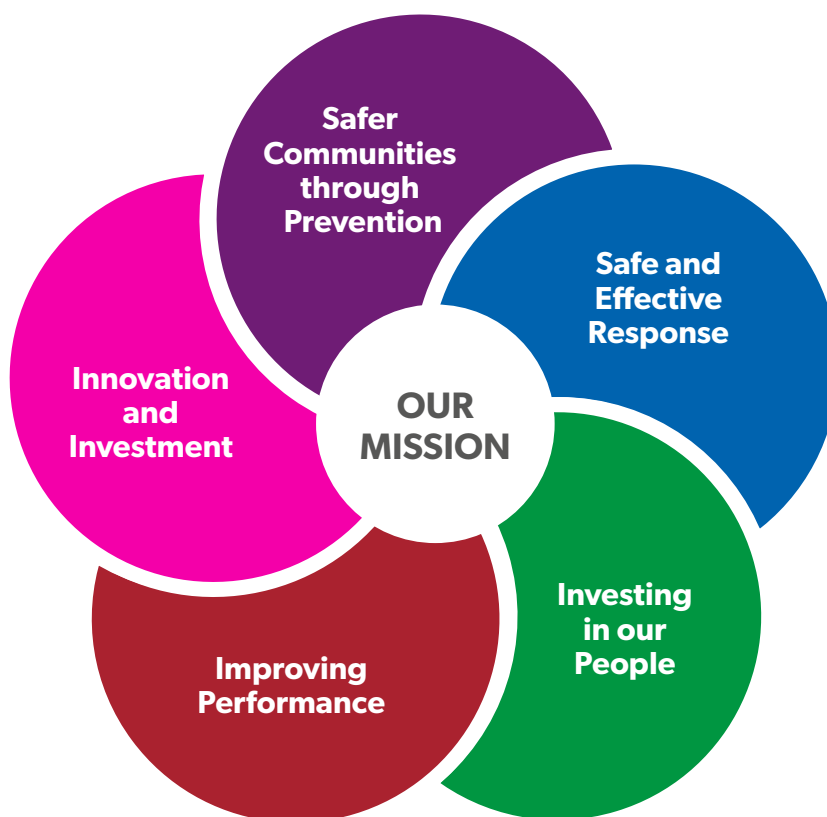 Safer
Communities
through
Prevention
Safe and
Effective
Response
Innovation
and
Investment
OUR
MISSION
Investing
in our
People
Improving
Performance